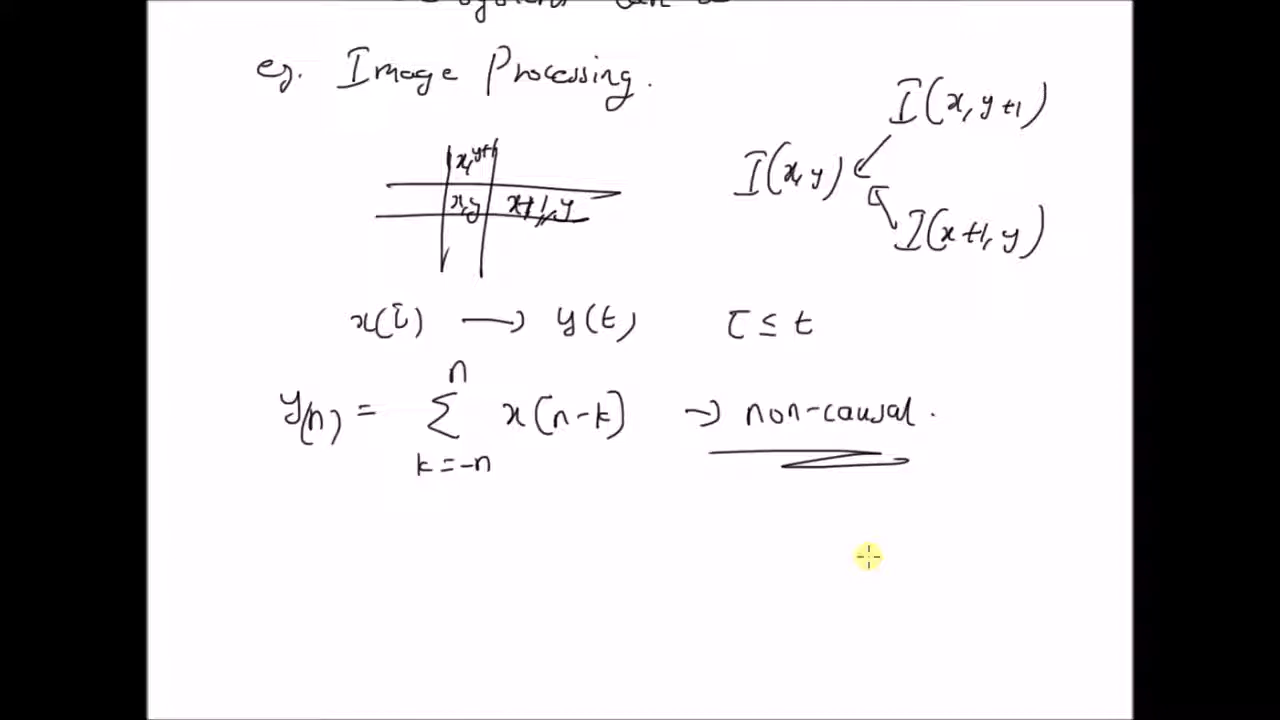 eg. Image Processing.
I(x, y+1)
x, y+1
I(x, y)
x, y x+1, y
I(x+1, y)
x(τ) → y(t) τ ≤ t
n
y(n) = Σ x(n-k) → non-causal.
k=-n